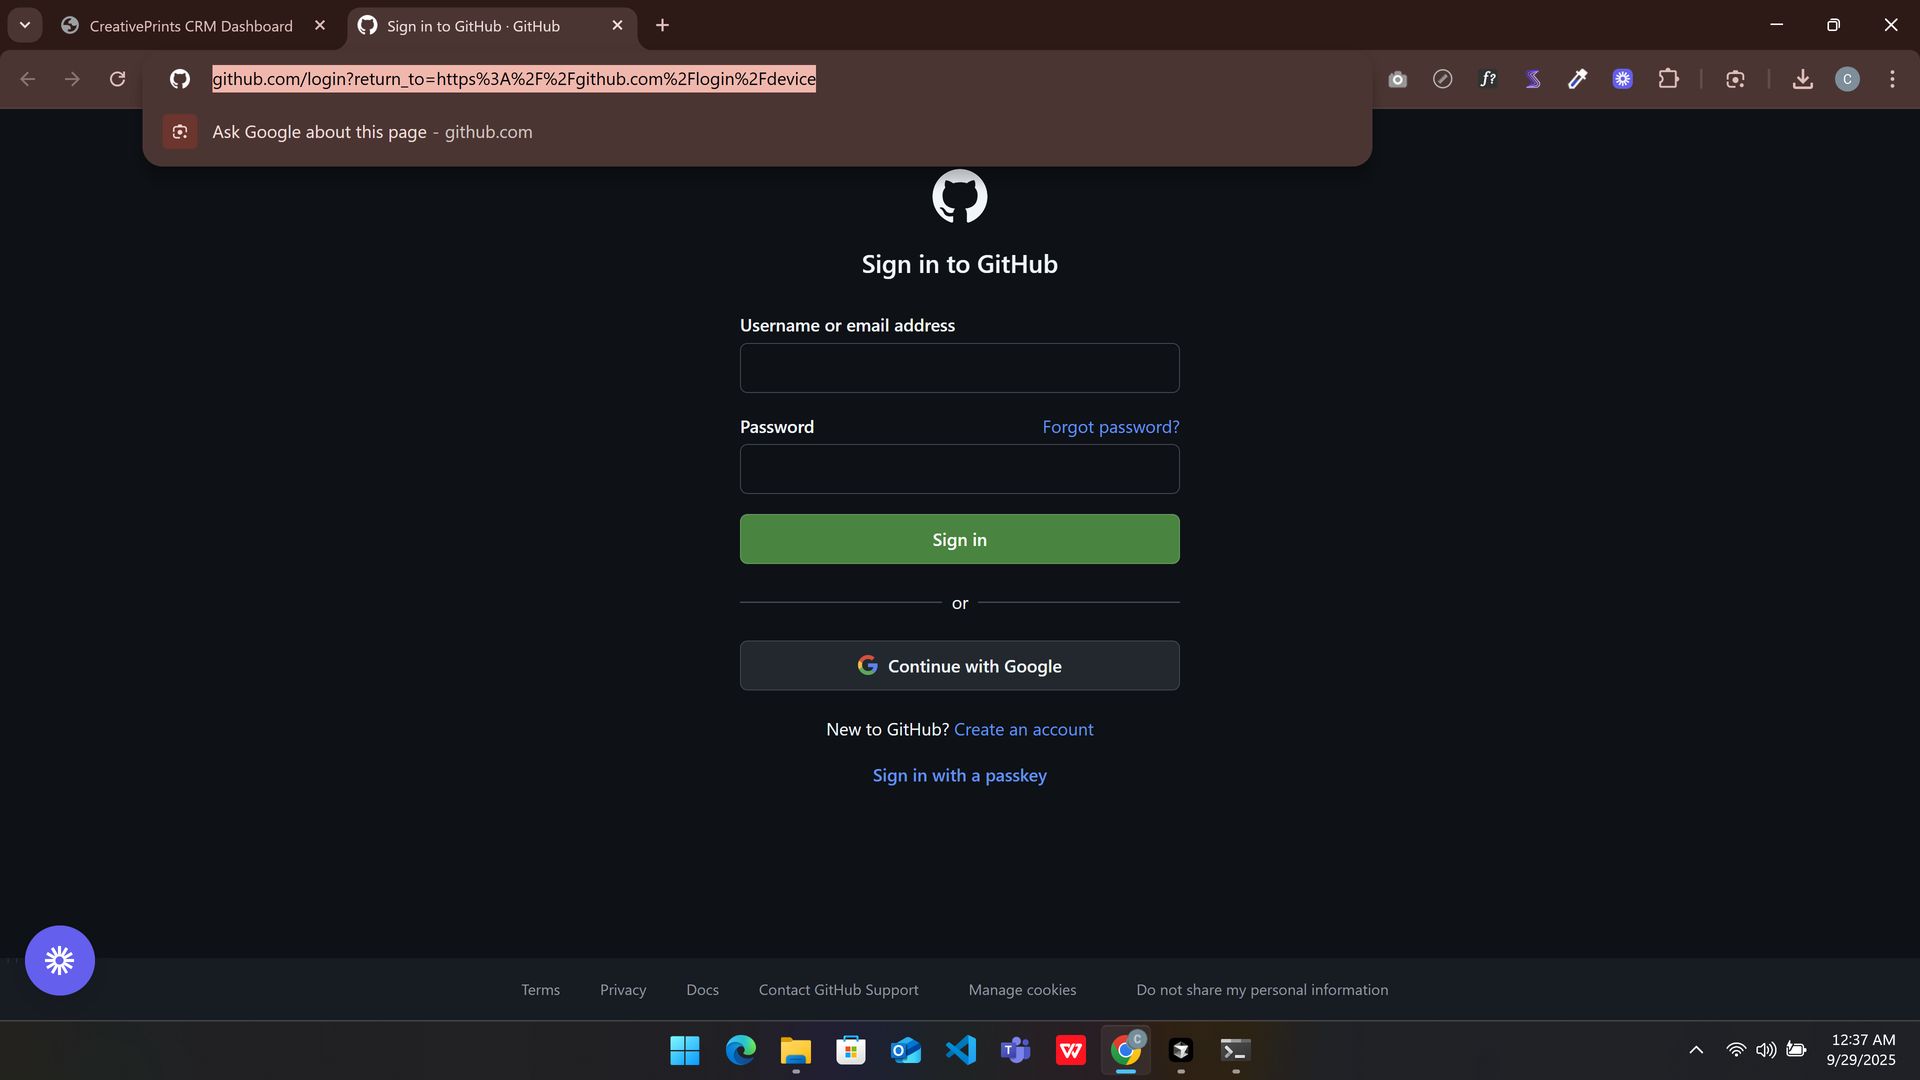 CreativePrints CRM Dashboard
Sign in to GitHub · GitHub
github.com/login?return_to=https%3A%2F%2Fgithub.com%2Flogin%2Fdevice
f?
C
Ask Google about this page - github.com
Sign in to GitHub
Username or email address
Password
Forgot password?
Sign in
or
Continue with Google
New to GitHub? Create an account
Sign in with a passkey
Terms
Privacy
Docs
Contact GitHub Support
Manage cookies
Do not share my personal information
C
12:37 AM
9/29/2025